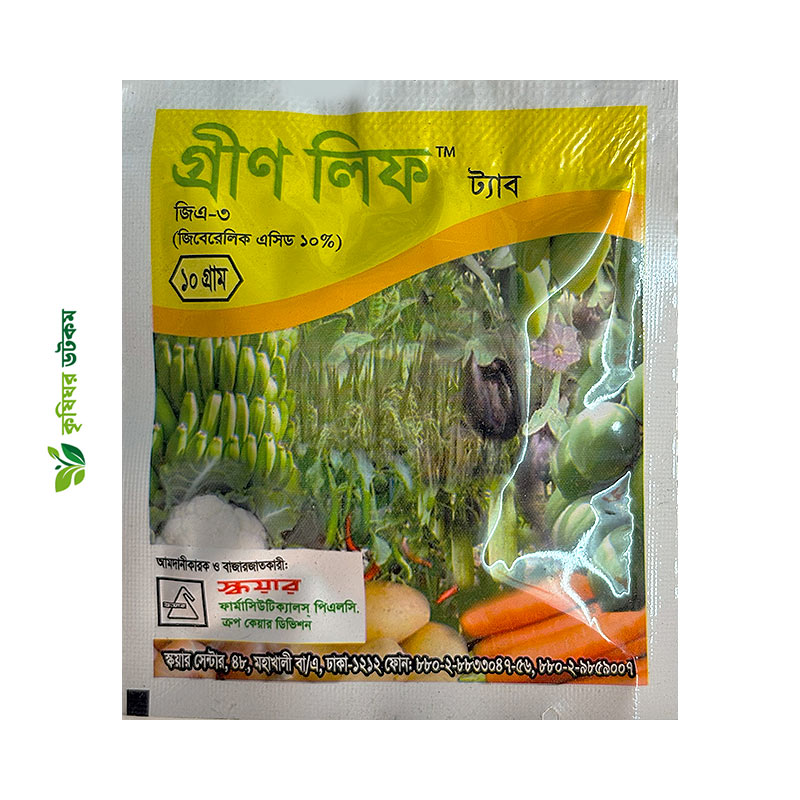 গ্রীণ লিফ™ ট্যাব
জিএ-৩
(জিবেরেলিক এসিড ১০%)
১০ গ্রাম
কৃষিঘর ডটকম
আমদানীকারক ও বাজারজাতকারী:
স্কয়ার
ফার্মাসিউটিক্যালস্ পিএলসি.
ক্রপ কেয়ার ডিভিশন
স্কয়ার সেন্টার, ৪৮, মহাখালী বা/এ, ঢাকা-১২১২ ফোন: ৮৮০-২-৮৮৩৩০৪৭-৫৬, ৮৮০-২-৯৮৫৯০০৭